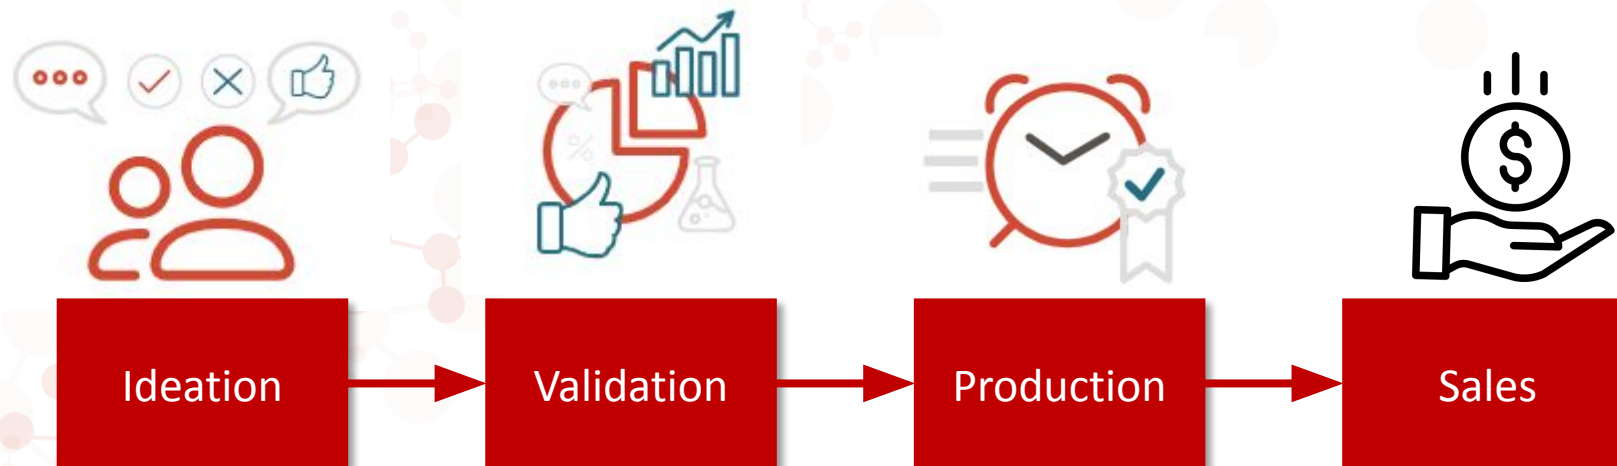 %
$
Ideation
Validation
Production
Sales